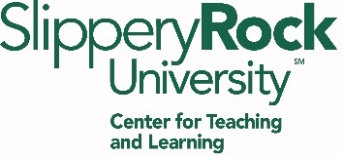 SlipperyRock
University℠
Center for Teaching
and Learning